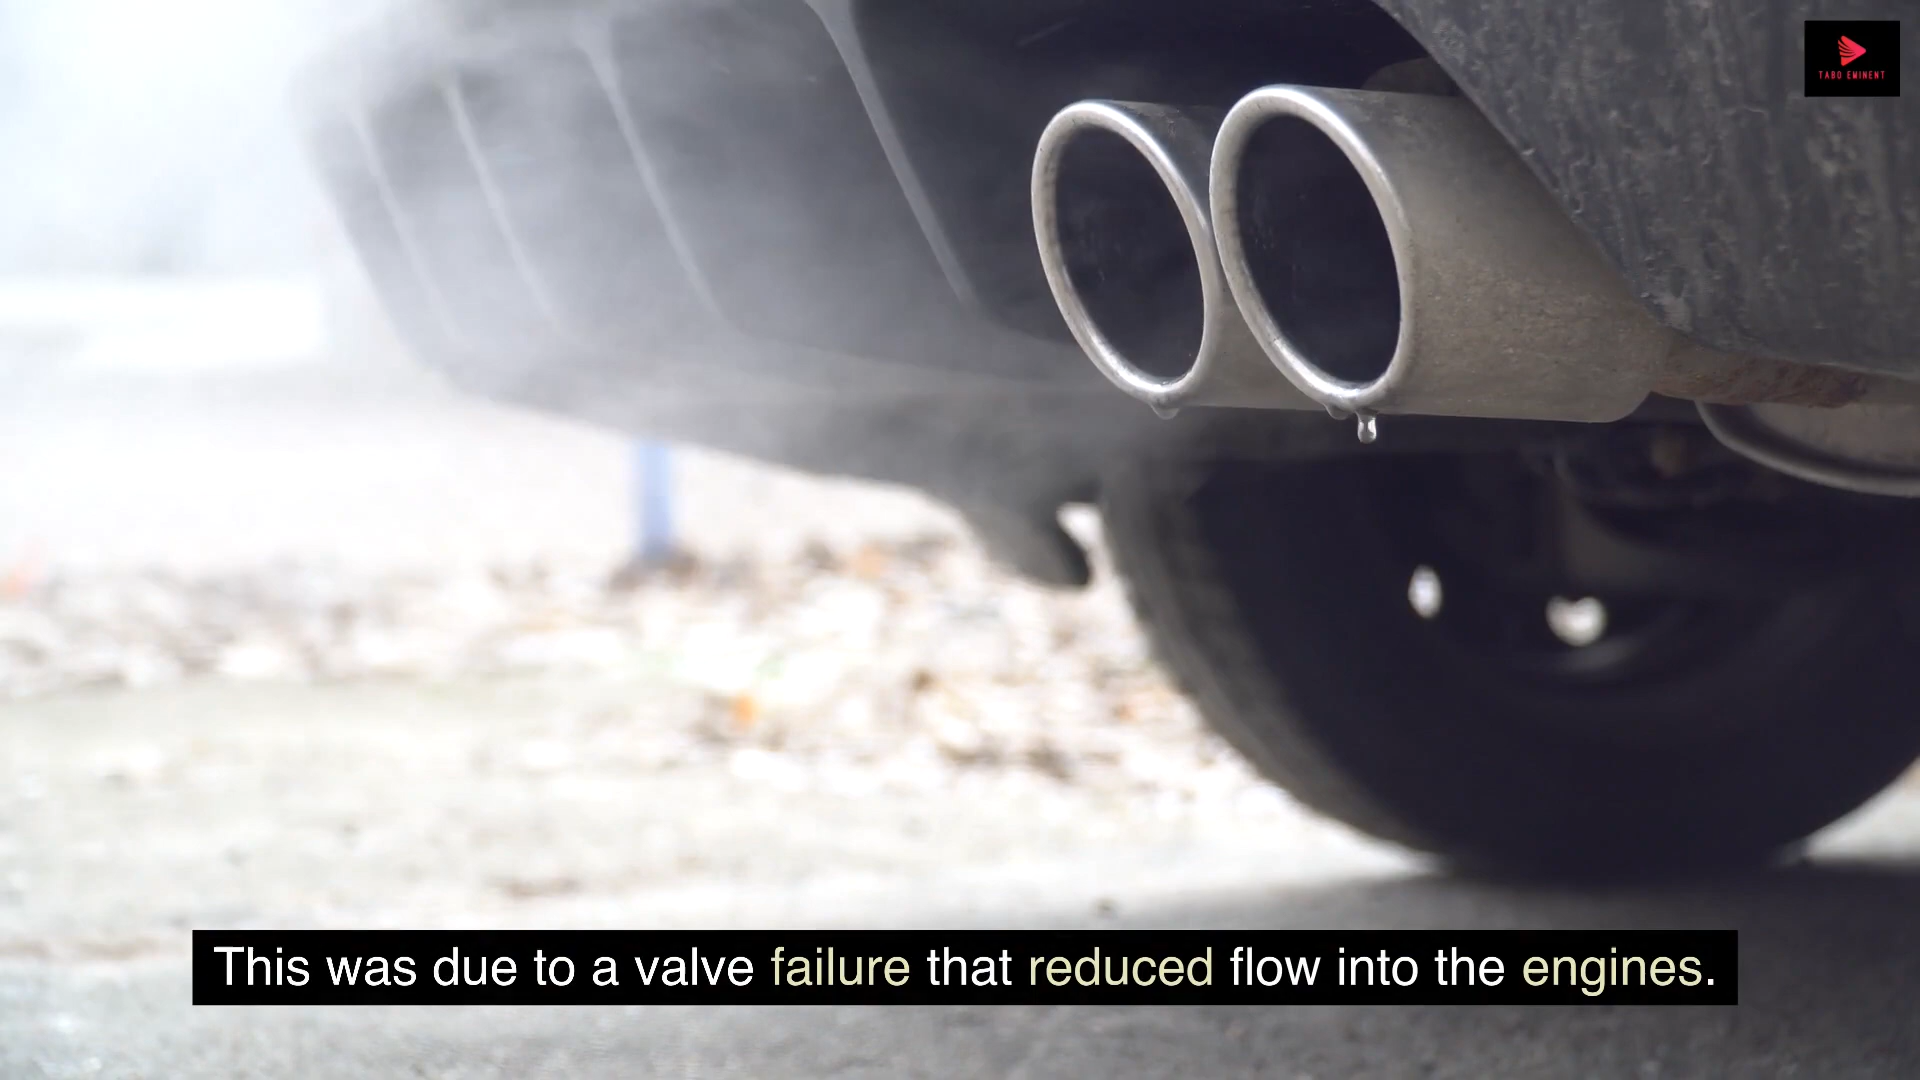 TABO EMINENT
This was due to a valve failure that reduced flow into the engines.